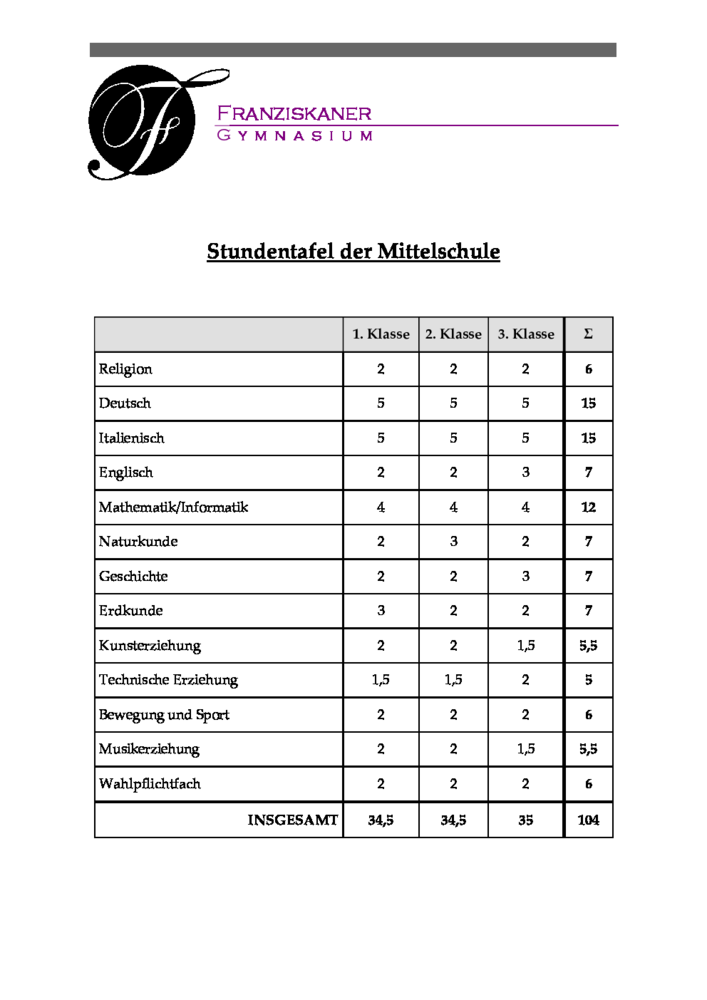 FRANZISKANER
GYMNASIUM
Stundentafel der Mittelschule
1. Klasse 2. Klasse 3. Klasse Σ
Religion 2 2 2 6
Deutsch 5 5 5 15
Italienisch 5 5 5 15
Englisch 2 2 3 7
Mathematik/Informatik 4 4 4 12
Naturkunde 2 3 2 7
Geschichte 2 2 3 7
Erdkunde 3 2 2 7
Kunsterziehung 2 2 1,5 5,5
Technische Erziehung 1,5 1,5 2 5
Bewegung und Sport 2 2 2 6
Musikerziehung 2 2 1,5 5,5
Wahlpflichtfach 2 2 2 6
INSGESAMT 34,5 34,5 35 104